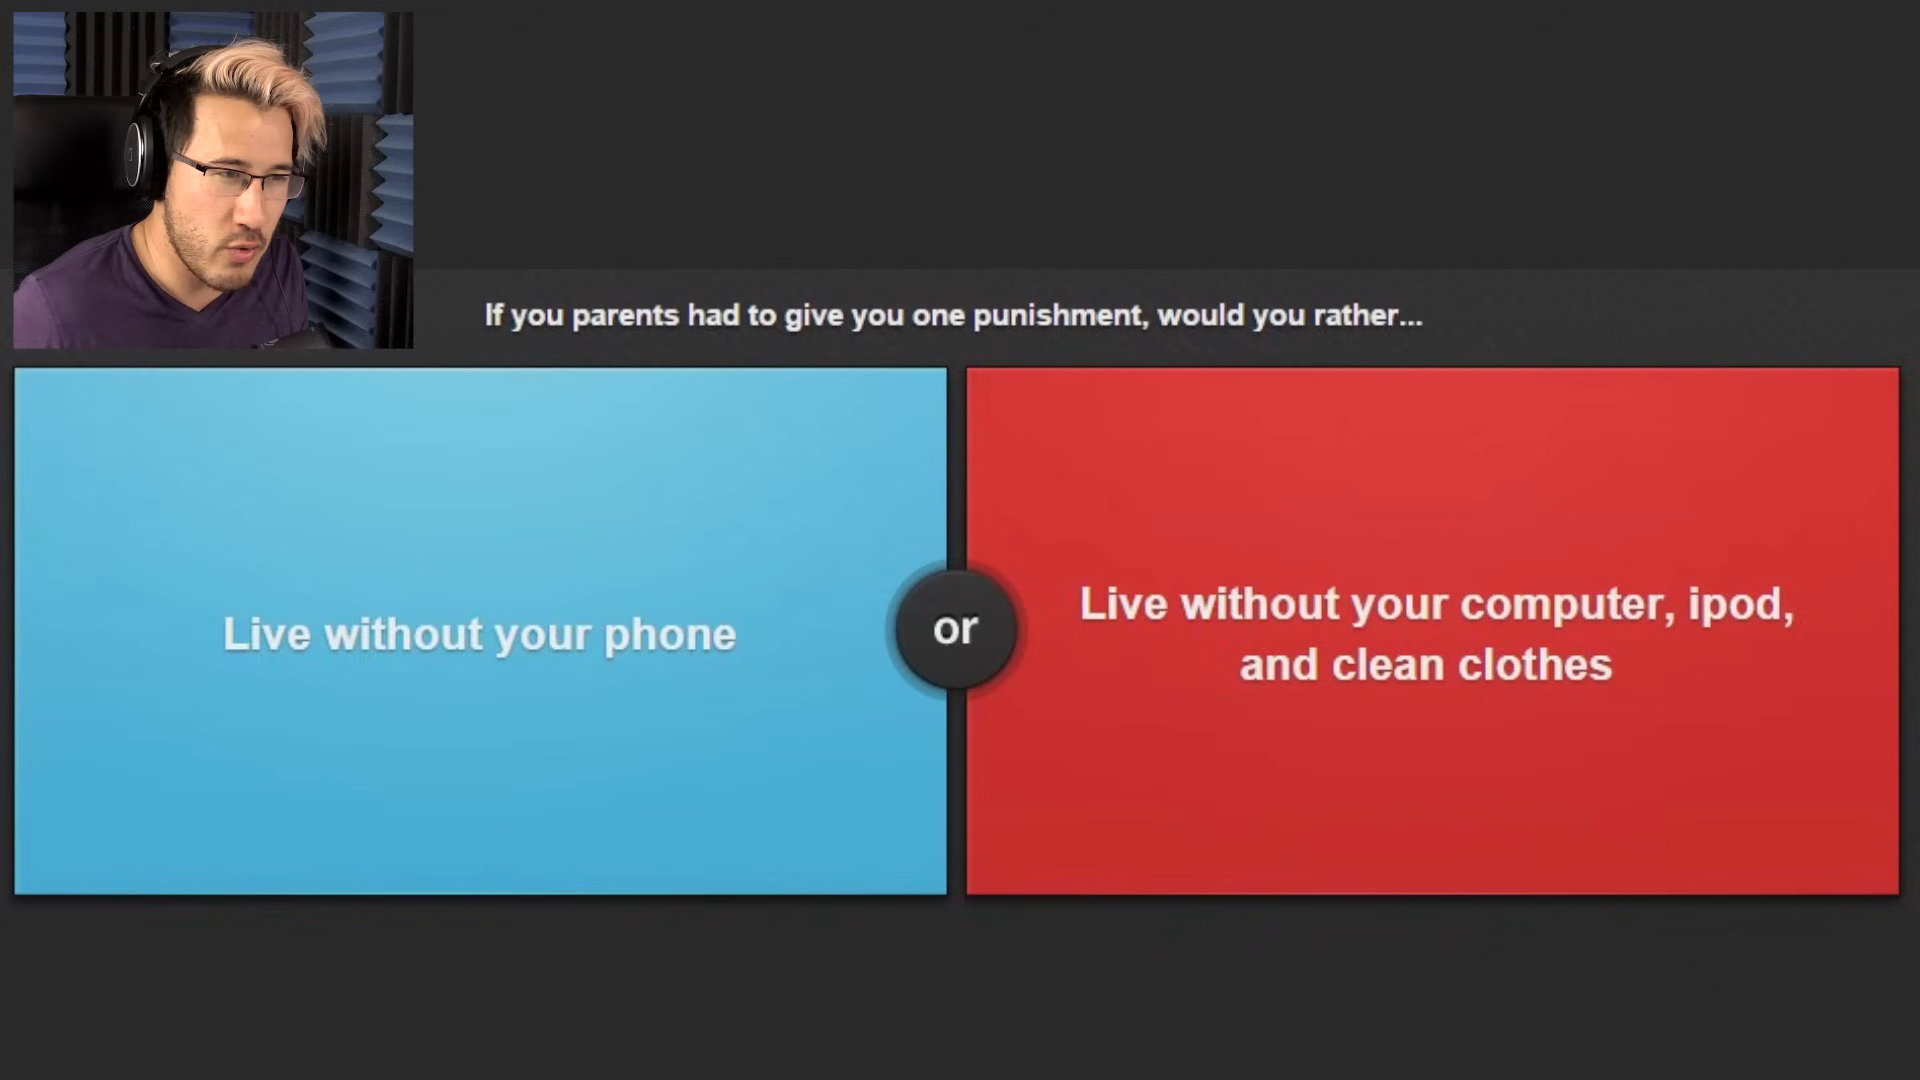 If you parents had to give you one punishment, would you rather...
Live without your phone
or
Live without your computer, ipod,
and clean clothes